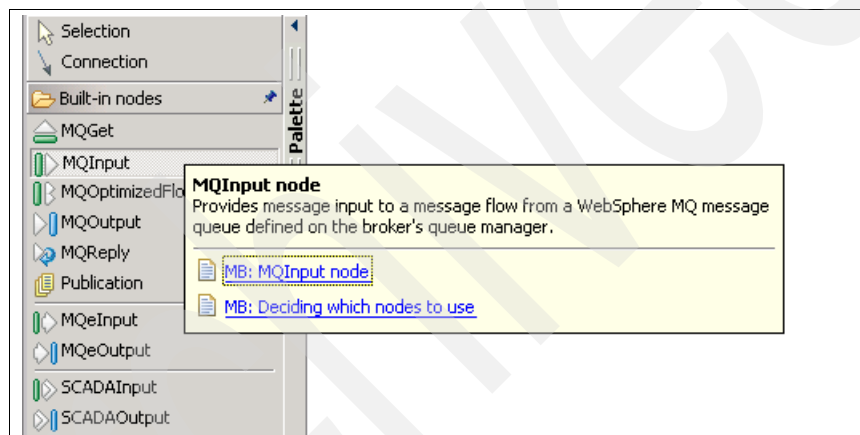 Selection
Connection
Built-in nodes
Palette
MQGet
MQInput
MQOptimizedFlo
MQOutput
MQReply
Publication
MQeInput
MQeOutput
SCADAInput
SCADAOutput
MQInput node
Provides message input to a message flow from a WebSphere MQ message
queue defined on the broker's queue manager.
MB: MQInput node
MB: Deciding which nodes to use